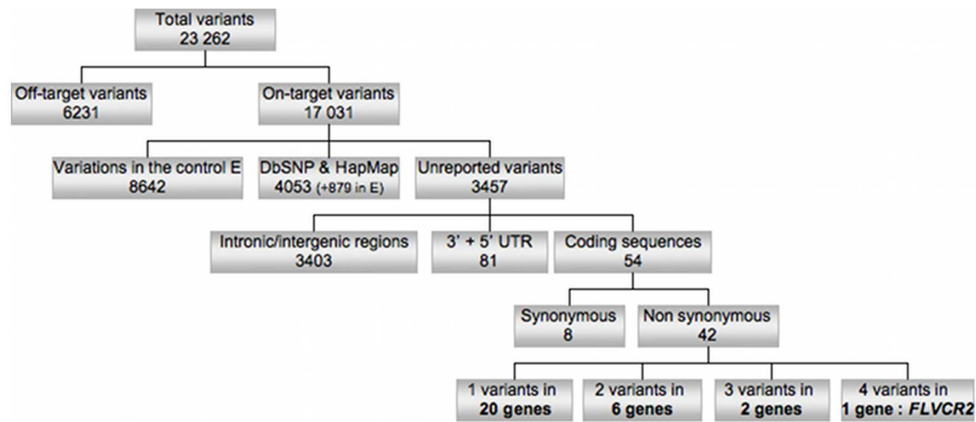 Total variants
23 262
Off-target variants
6231
On-target variants
17 031
Variations in the control E
8642
DbSNP & HapMap
4053 (+879 in E)
Unreported variants
3457
Intronic/intergenic regions
3403
3' + 5' UTR
81
Coding sequences
54
Synonymous
8
Non synonymous
42
1 variants in
20 genes
2 variants in
6 genes
3 variants in
2 genes
4 variants in
1 gene : FLVCR2